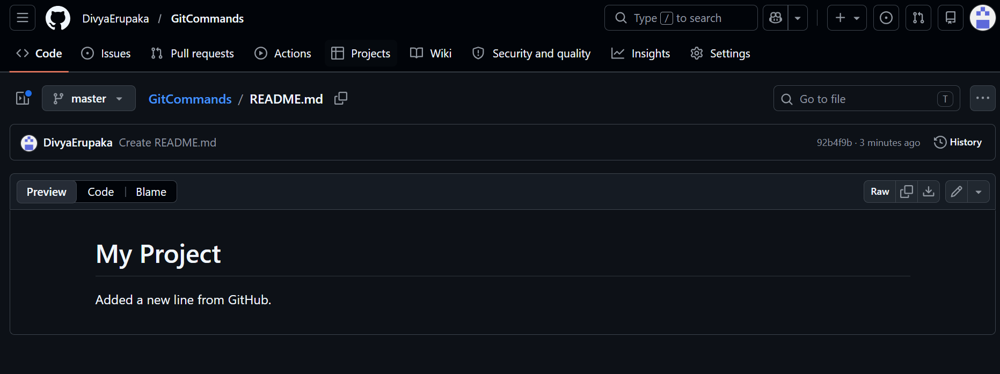 DivyaErupaka / GitCommands
Type / to search
Code Issues Pull requests Actions Projects Wiki Security and quality Insights Settings
master GitCommands / README.md
Go to file T
DivyaErupaka Create README.md 92b4f9b · 3 minutes ago History
Preview Code Blame Raw
My Project
Added a new line from GitHub.